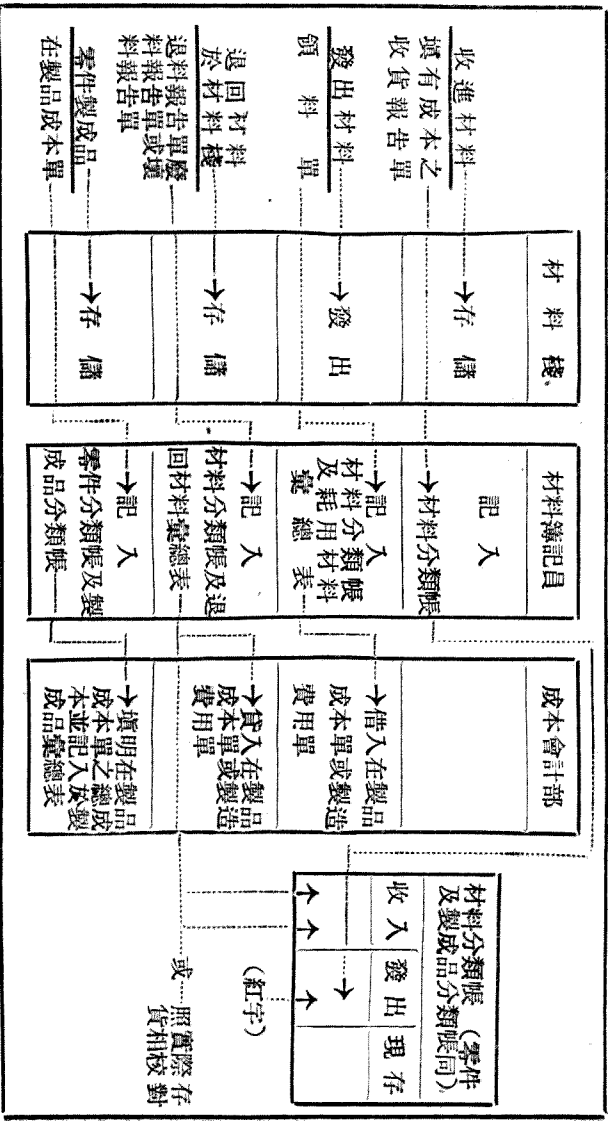 收進材料
塡有成本之
收貨報告單
發出材料
領料單
退回材料
於材料棧
退料報告單廢
料報告單或壞
料報告單
零件製成品
在製品成本單
材料棧
存儲
發出
存儲
存儲
材料簿記員
記入
材料分類帳
記入
材料分類帳
及耗用材料
彙總表
記入
材料分類帳及退
回材料彙總表
記入
零件分類帳及製
成品分類帳
成本會計部
借入在製品
成本單或製造
費用單
貸入在製品
成本單或製造
費用單
塡明在製品
成本單之總成
本並記入於製
成品彙總表
材料分類帳(零件
及製成品分類帳同)
收入
發出
現存
(紅字)
或
照實際存
貨相校對